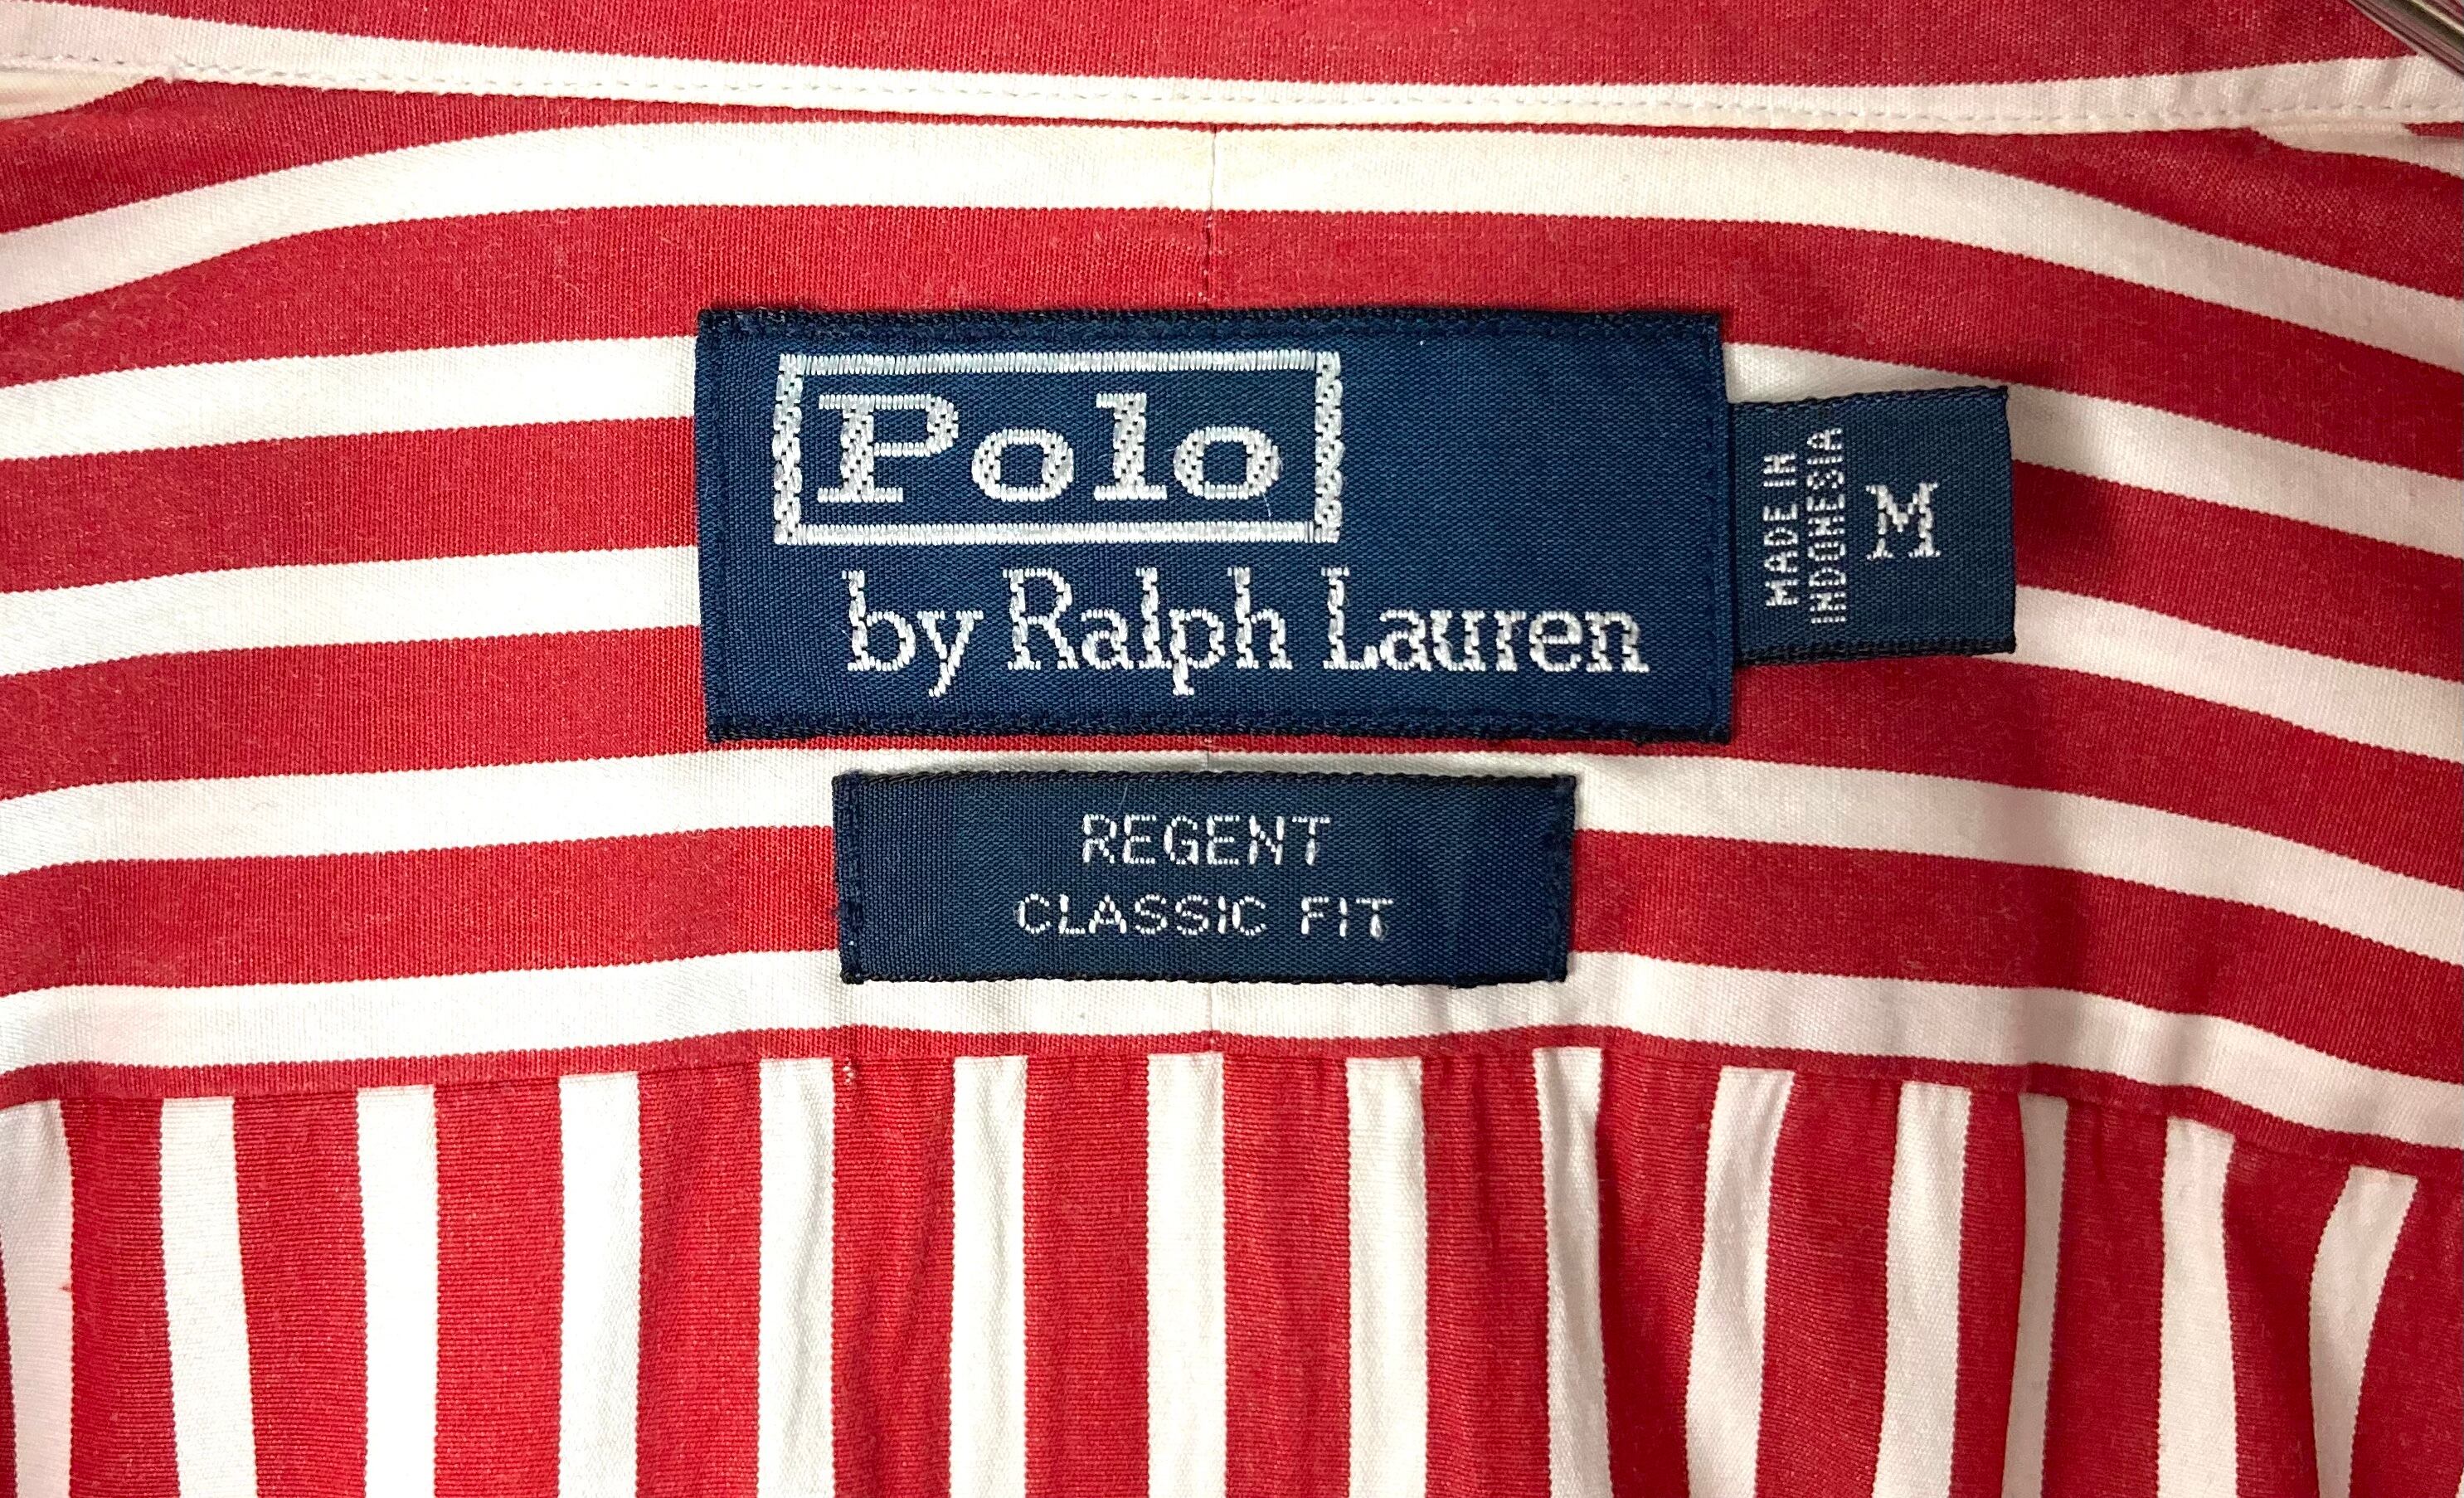 Polo
by Ralph Lauren
MADE IN
INDONESIA
M
REGENT
CLASSIC FIT